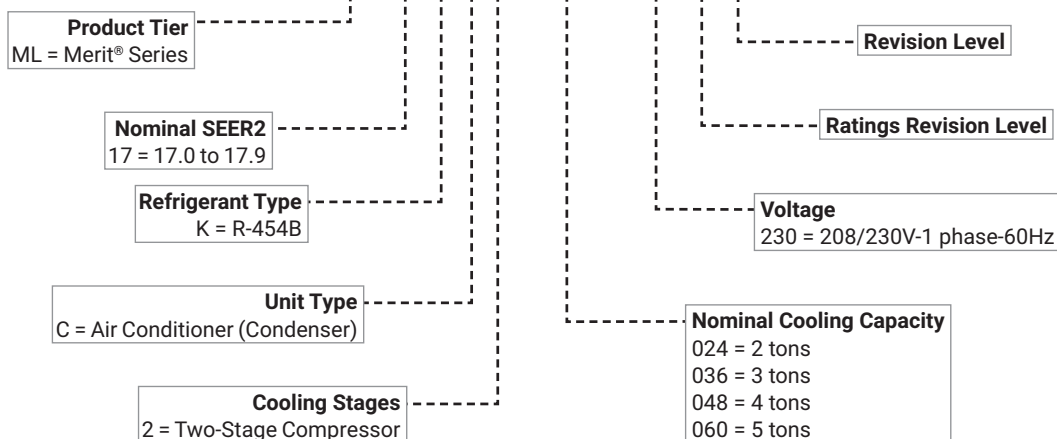 Product Tier
ML = Merit® Series
Revision Level
Nominal SEER2
17 = 17.0 to 17.9
Ratings Revision Level
Refrigerant Type
K = R-454B
Voltage
230 = 208/230V-1 phase-60Hz
Unit Type
C = Air Conditioner (Condenser)
Nominal Cooling Capacity
024 = 2 tons
036 = 3 tons
048 = 4 tons
060 = 5 tons
Cooling Stages
2 = Two-Stage Compressor